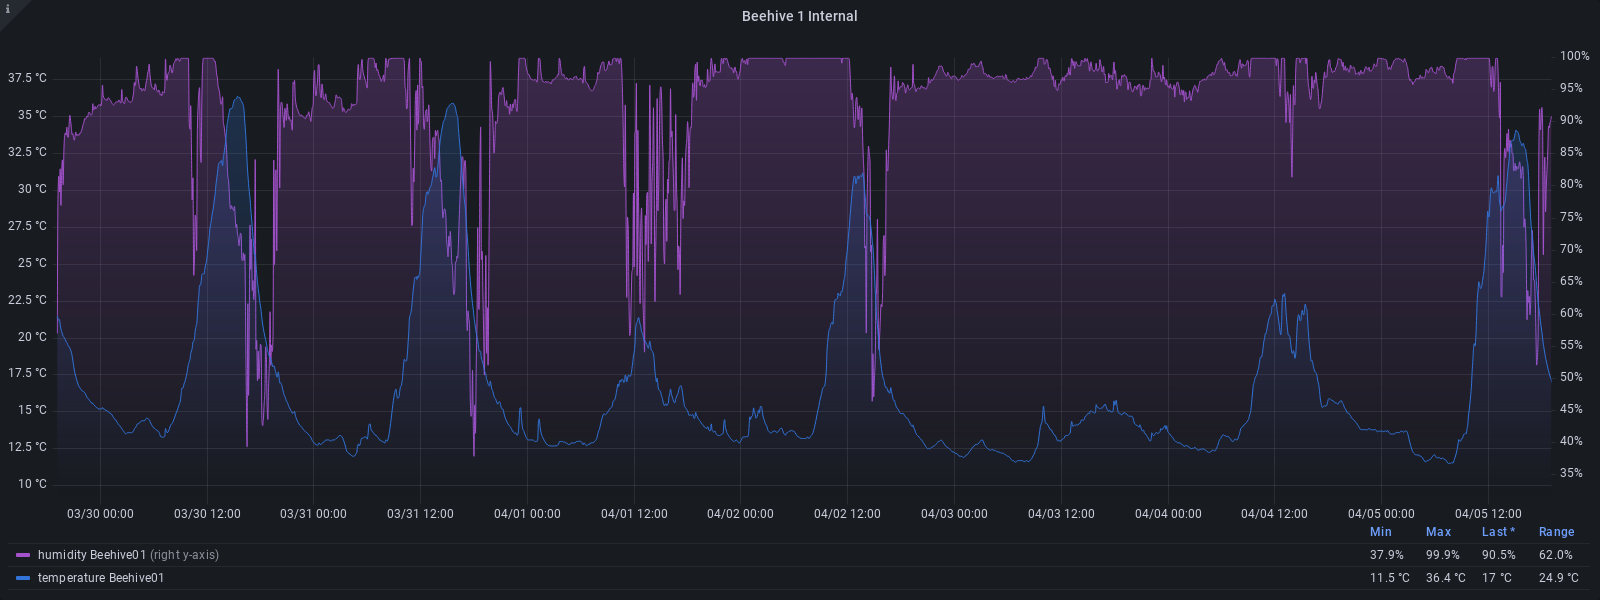 i
Beehive 1 Internal
37.5 °C
35 °C
32.5 °C
30 °C
27.5 °C
25 °C
22.5 °C
20 °C
17.5 °C
15 °C
12.5 °C
10 °C
100%
95%
90%
85%
80%
75%
70%
65%
60%
55%
50%
45%
40%
35%
03/30 00:00 03/30 12:00 03/31 00:00 03/31 12:00 04/01 00:00 04/01 12:00 04/02 00:00 04/02 12:00 04/03 00:00 04/03 12:00 04/04 00:00 04/04 12:00 04/05 00:00 04/05 12:00
Min Max Last * Range
humidity Beehive01 (right y-axis) 37.9% 99.9% 90.5% 62.0%
temperature Beehive01 11.5 °C 36.4 °C 17 °C 24.9 °C